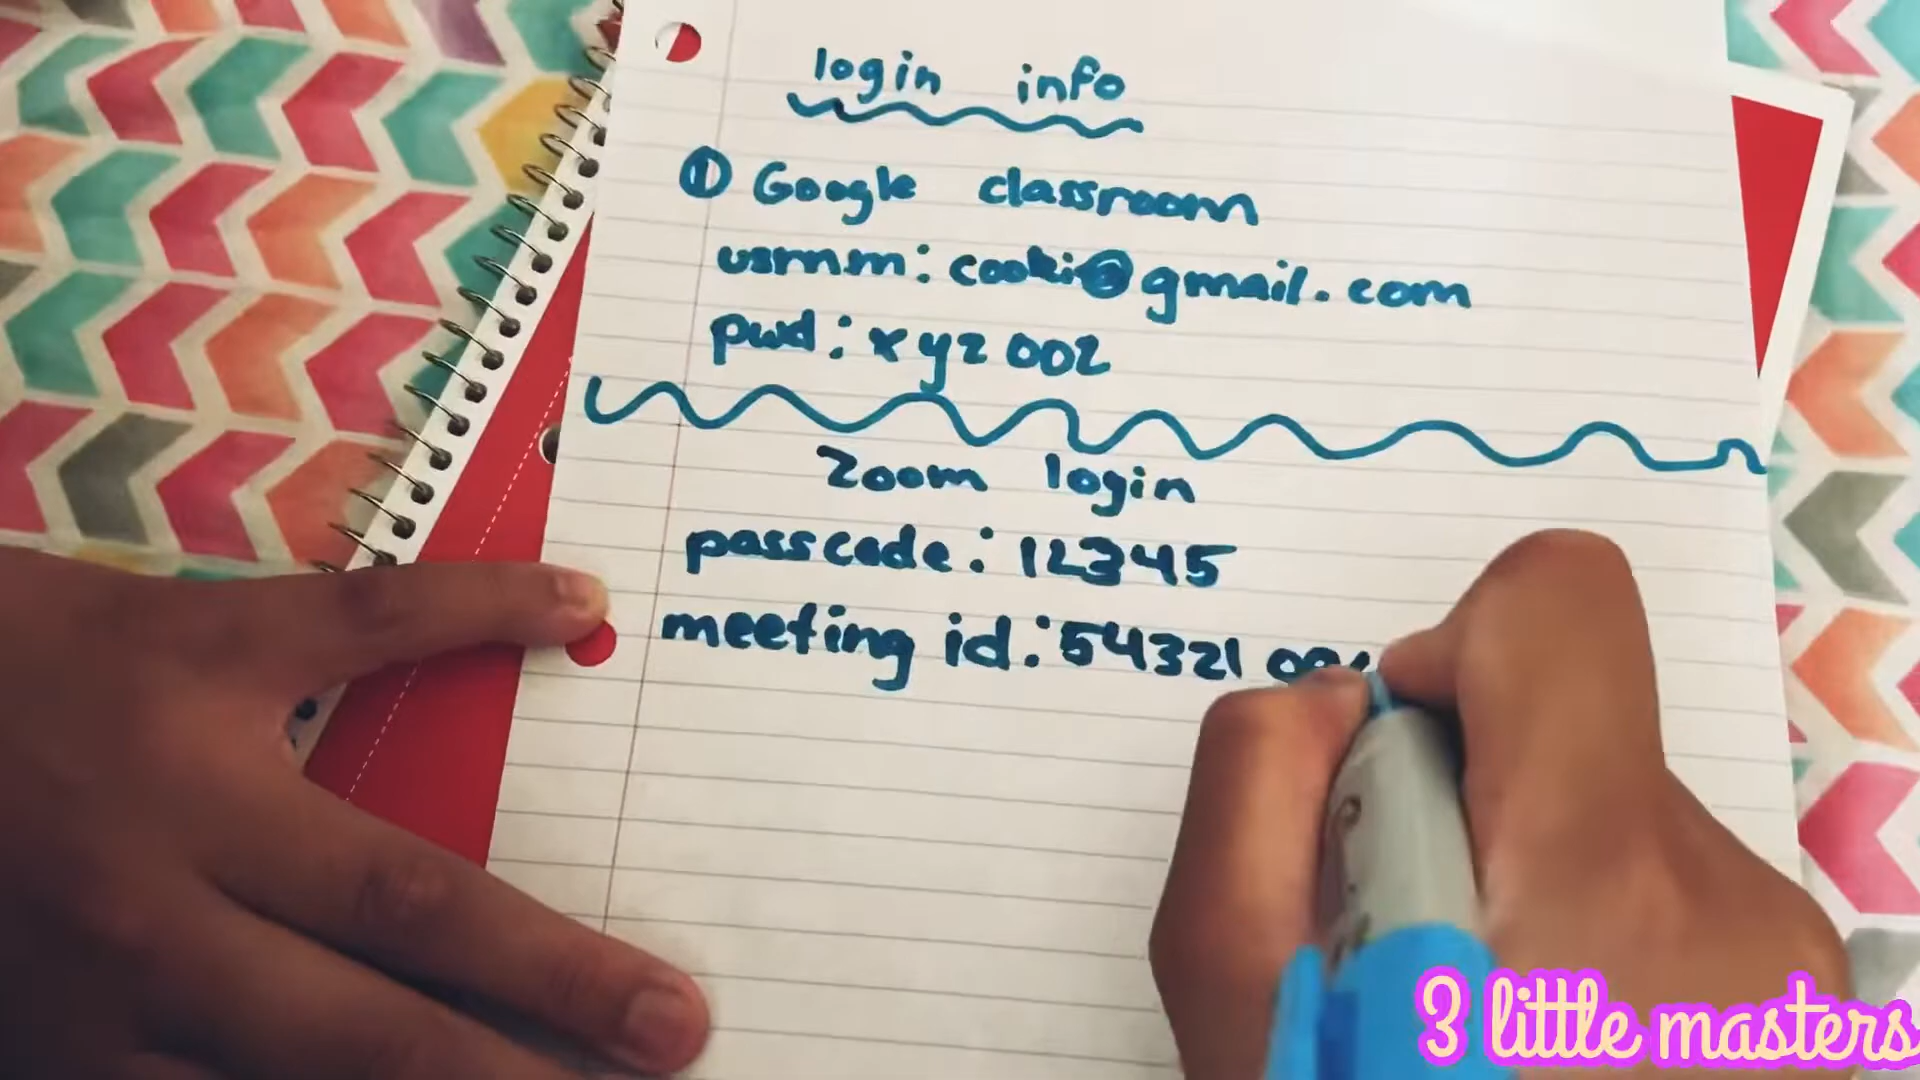 login info
① Google classroom
usrnm: cooki@gmail.com
pwd: xyz002
Zoom login
passcode: 12345
meeting id: 54321
3 little masters